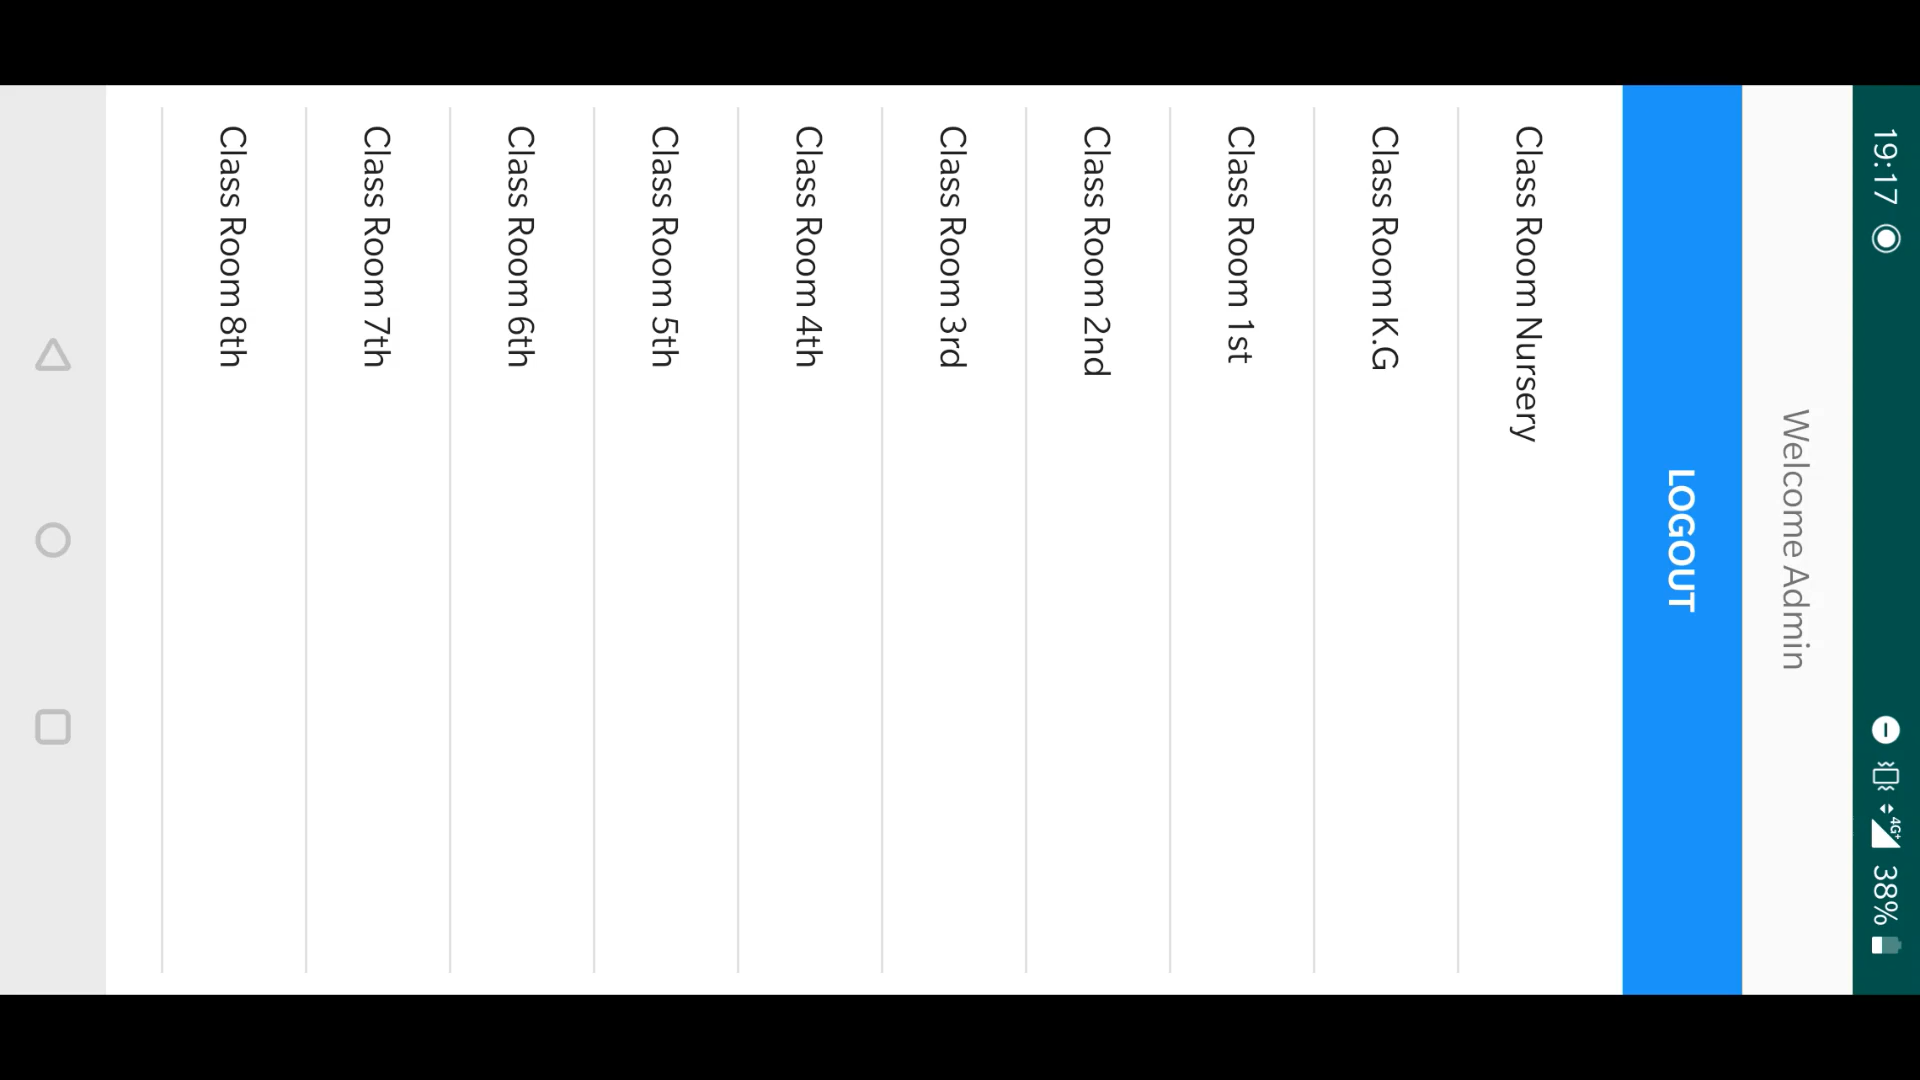 19:17 4G+ 38%
Welcome Admin
LOGOUT
Class Room Nursery
Class Room K.G
Class Room 1st
Class Room 2nd
Class Room 3rd
Class Room 4th
Class Room 5th
Class Room 6th
Class Room 7th
Class Room 8th